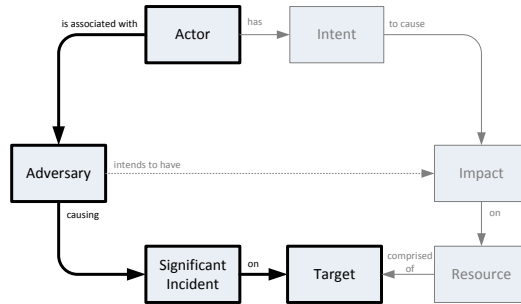 is associated with
Actor
has
Intent
to cause
Adversary
intends to have
Impact
causing
on
Significant
Incident
on
Target
comprised
of
Resource